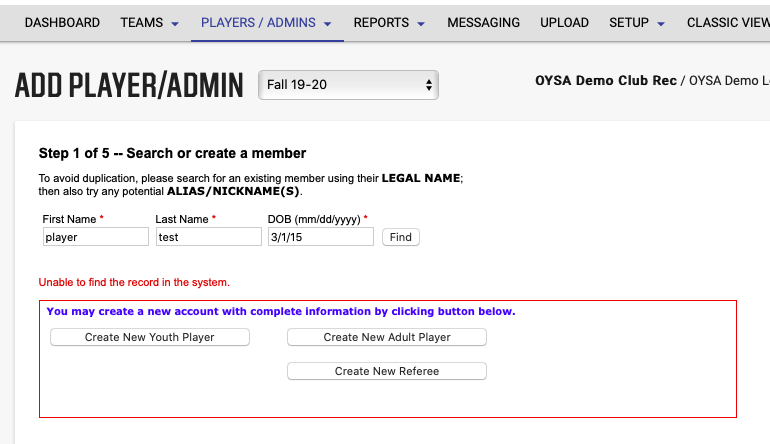 DASHBOARD TEAMS PLAYERS / ADMINS REPORTS MESSAGING UPLOAD SETUP CLASSIC VIEW
ADD PLAYER/ADMIN Fall 19-20 OYSA Demo Club Rec / OYSA Demo L
Step 1 of 5 -- Search or create a member
To avoid duplication, please search for an existing member using their LEGAL NAME;
then also try any potential ALIAS/NICKNAME(S).
First Name * Last Name * DOB (mm/dd/yyyy) *
player test 3/1/15 Find
Unable to find the record in the system.
You may create a new account with complete information by clicking button below.
Create New Youth Player Create New Adult Player
Create New Referee